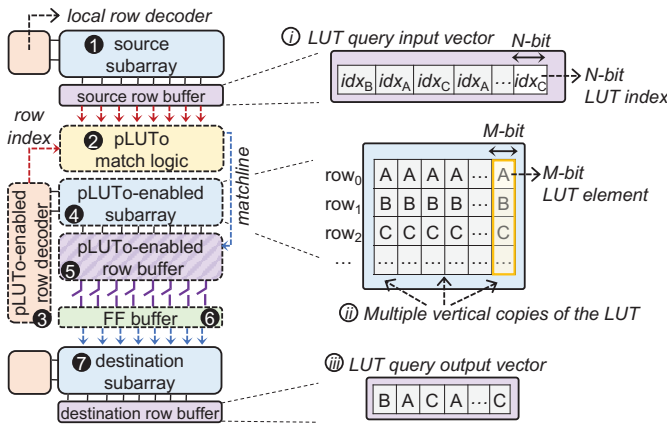 local row decoder
1 source
subarray
source row buffer
row
index
2 pLUTo
match logic
matchline
pLUTo-enabled
row decoder
3
pLUTo-enabled
4 subarray
pLUTo-enabled
5 row buffer
FF buffer 6
7 destination
subarray
destination row buffer
i LUT query input vector
N-bit
idxB idxA idxC idxA ... idxC
N-bit
LUT index
M-bit
row0 A A A A ... A
row1 B B B B ... B
row2 C C C C ... C
... ... ... ... ... ... ...
M-bit
LUT element
ii Multiple vertical copies of the LUT
iii LUT query output vector
B A C A ... C